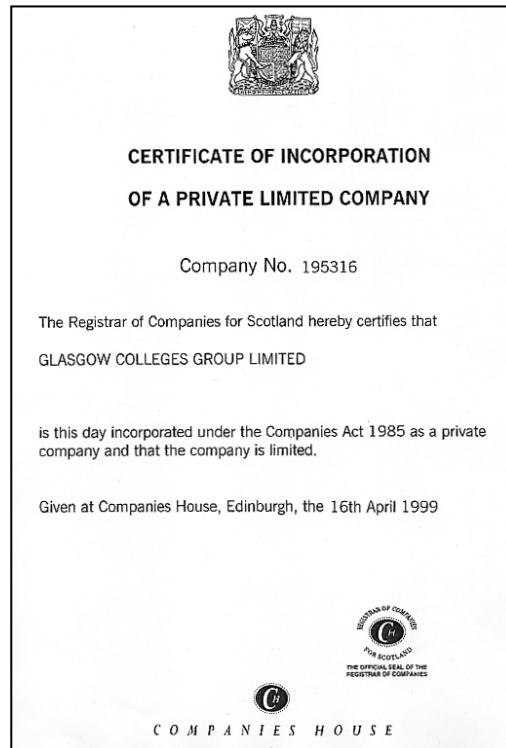 CERTIFICATE OF INCORPORATION
OF A PRIVATE LIMITED COMPANY
Company No. 195316
The Registrar of Companies for Scotland hereby certifies that
GLASGOW COLLEGES GROUP LIMITED
is this day incorporated under the Companies Act 1985 as a private
company and that the company is limited.
Given at Companies House, Edinburgh, the 16th April 1999
REGISTRAR OF COMPANIES
CH
FOR SCOTLAND
THE OFFICIAL SEAL OF THE
REGISTRAR OF COMPANIES
CH
COMPANIES HOUSE